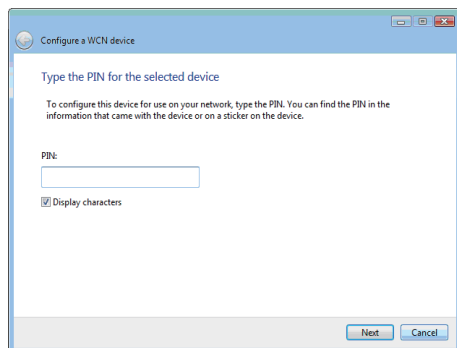 Configure a WCN device
Type the PIN for the selected device
To configure this device for use on your network, type the PIN. You can find the PIN in the
information that came with the device or on a sticker on the device.
PIN:
Display characters
Next Cancel